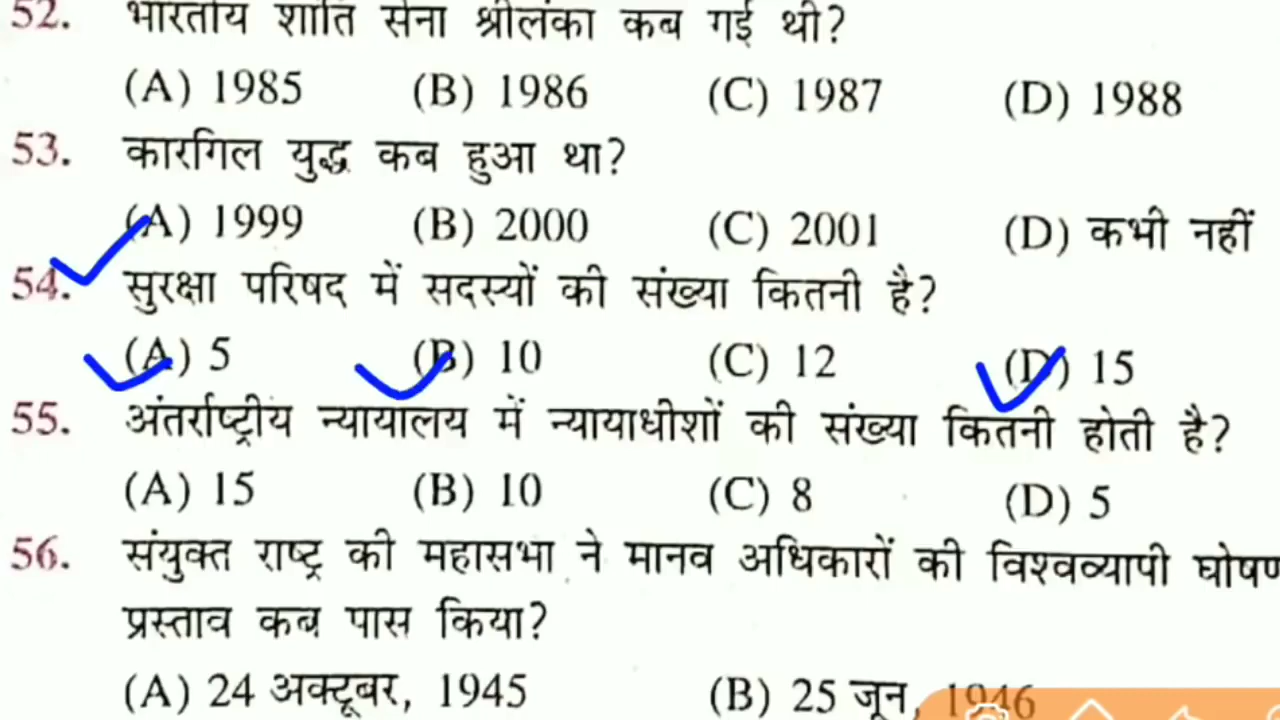 52. भारतीय शांति सेना श्रीलंका कब गई थी?
(A) 1985 (B) 1986 (C) 1987 (D) 1988
53. कारगिल युद्ध कब हुआ था?
(A) 1999 (B) 2000 (C) 2001 (D) कभी नहीं
54. सुरक्षा परिषद में सदस्यों की संख्या कितनी है?
(A) 5 (B) 10 (C) 12 (D) 15
55. अंतर्राष्ट्रीय न्यायालय में न्यायाधीशों की संख्या कितनी होती है?
(A) 15 (B) 10 (C) 8 (D) 5
56. संयुक्त राष्ट्र की महासभा ने मानव अधिकारों की विश्वव्यापी
प्रस्ताव कब पास किया?
(A) 24 अक्टूबर, 1945 (B) 25 जून, 1946